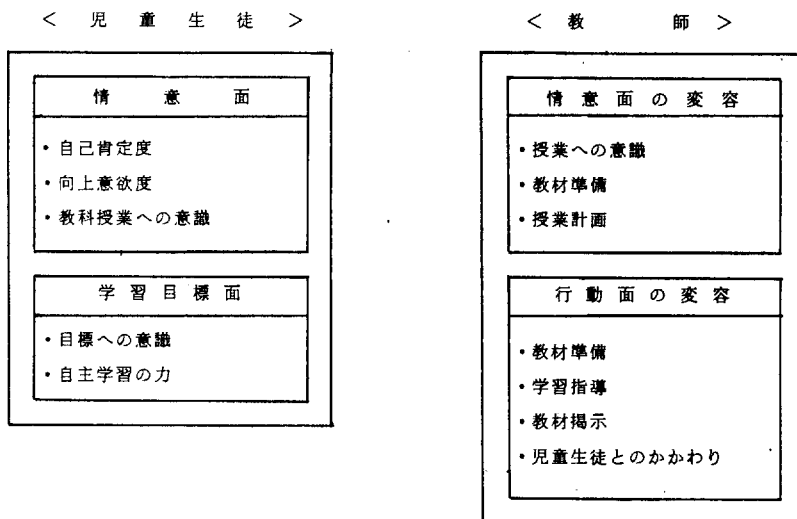 ＜ 児 童 生 徒 ＞
情 意 面
・自己肯定度
・向上意欲度
・教科授業への意識
学 習 目 標 面
・目標への意識
・自主学習の力
＜ 教 師 ＞
情 意 面 の 変 容
・授業への意識
・教材準備
・授業計画
行 動 面 の 変 容
・教材準備
・学習指導
・教材掲示
・児童生徒とのかかわり